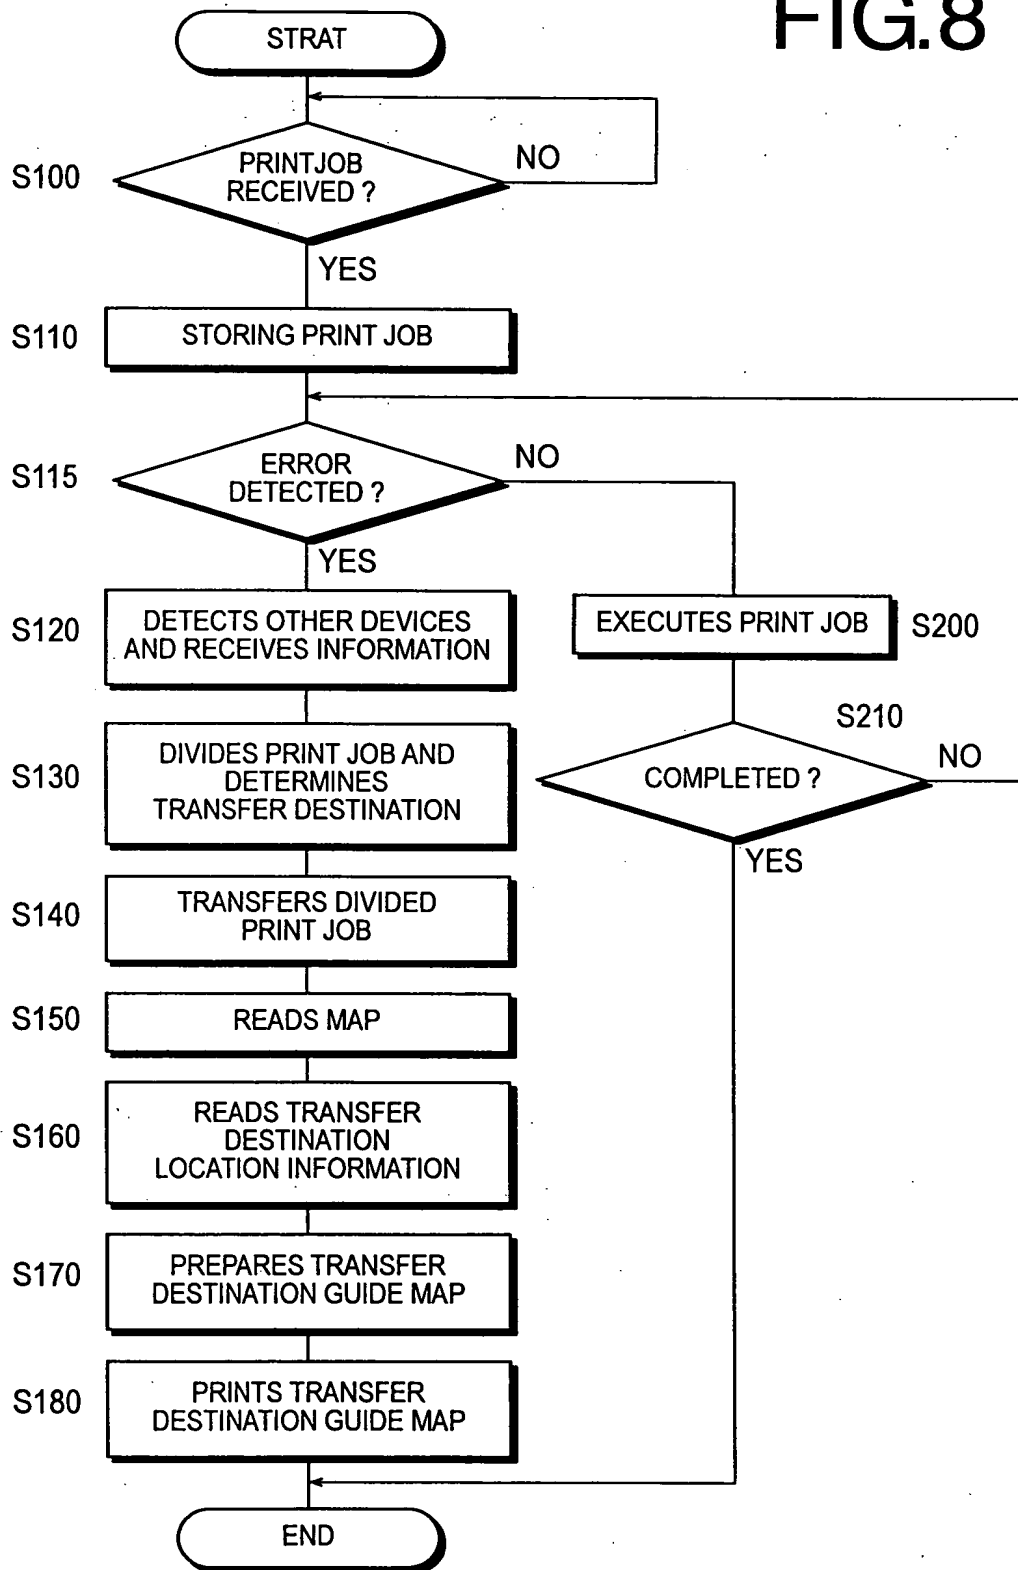 FIG.8
STRAT
S100
PRINTJOB
RECEIVED ?
NO
YES
S110
STORING PRINT JOB
S115
ERROR
DETECTED ?
NO
YES
S120
DETECTS OTHER DEVICES
AND RECEIVES INFORMATION
EXECUTES PRINT JOB
S200
S130
DIVIDES PRINT JOB AND
DETERMINES
TRANSFER DESTINATION
S210
COMPLETED ?
NO
YES
S140
TRANSFERS DIVIDED
PRINT JOB
S150
READS MAP
S160
READS TRANSFER
DESTINATION
LOCATION INFORMATION
S170
PREPARES TRANSFER
DESTINATION GUIDE MAP
S180
PRINTS TRANSFER
DESTINATION GUIDE MAP
END